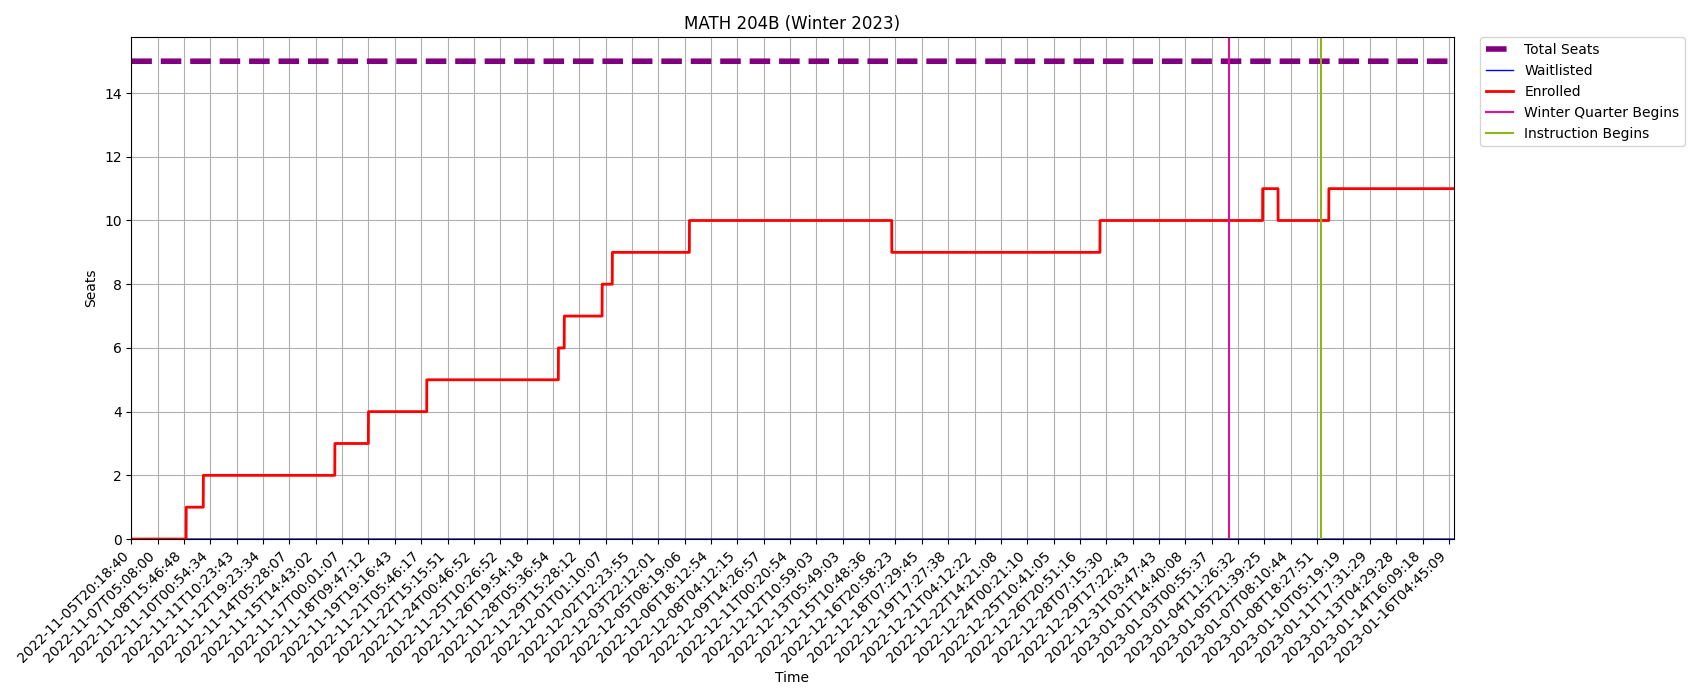 MATH 204B (Winter 2023)
Total Seats
Waitlisted
Enrolled
Winter Quarter Begins
Instruction Begins
Seats
14
12
10
8
6
4
2
0
2022-11-05T20:18:40
2022-11-07T05:08:00
2022-11-08T15:46:48
2022-11-10T00:54:34
2022-11-11T10:23:43
2022-11-12T19:23:34
2022-11-14T05:28:07
2022-11-15T14:43:02
2022-11-17T00:01:07
2022-11-18T09:47:12
2022-11-19T19:16:43
2022-11-21T05:46:17
2022-11-22T15:15:51
2022-11-24T00:46:52
2022-11-25T10:26:52
2022-11-26T19:54:18
2022-11-28T05:36:54
2022-11-29T15:28:12
2022-12-01T01:10:07
2022-12-02T12:23:55
2022-12-03T22:12:01
2022-12-05T08:19:06
2022-12-06T18:12:54
2022-12-08T04:12:15
2022-12-09T14:26:57
2022-12-11T00:20:54
2022-12-12T10:59:03
2022-12-13T05:49:03
2022-12-15T10:48:36
2022-12-16T20:58:23
2022-12-18T07:29:45
2022-12-19T17:27:38
2022-12-21T04:12:22
2022-12-22T14:21:08
2022-12-24T00:21:10
2022-12-25T10:41:05
2022-12-26T20:51:16
2022-12-28T07:15:30
2022-12-29T17:22:43
2022-12-31T03:47:43
2023-01-01T14:40:08
2023-01-03T00:55:37
2023-01-04T11:26:32
2023-01-05T21:39:25
2023-01-07T08:10:44
2023-01-08T18:27:51
2023-01-10T05:19:19
2023-01-11T17:31:29
2023-01-13T04:29:28
2023-01-14T16:09:18
2023-01-16T04:45:09
Time